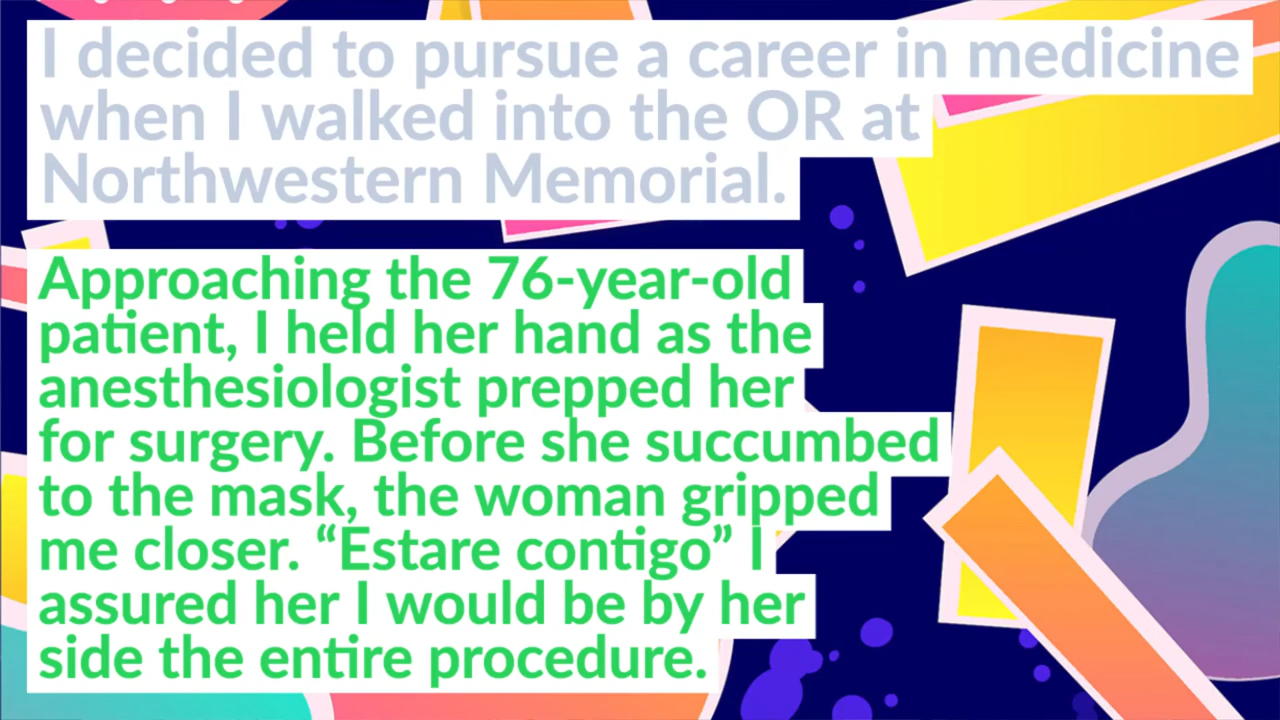 I decided to pursue a career in medicine
when I walked into the OR at
Northwestern Memorial.
Approaching the 76-year-old
patient, I held her hand as the
anesthesiologist prepped her
for surgery. Before she succumbed
to the mask, the woman gripped
me closer. “Estare contigo” I
assured her I would be by her
side the entire procedure.